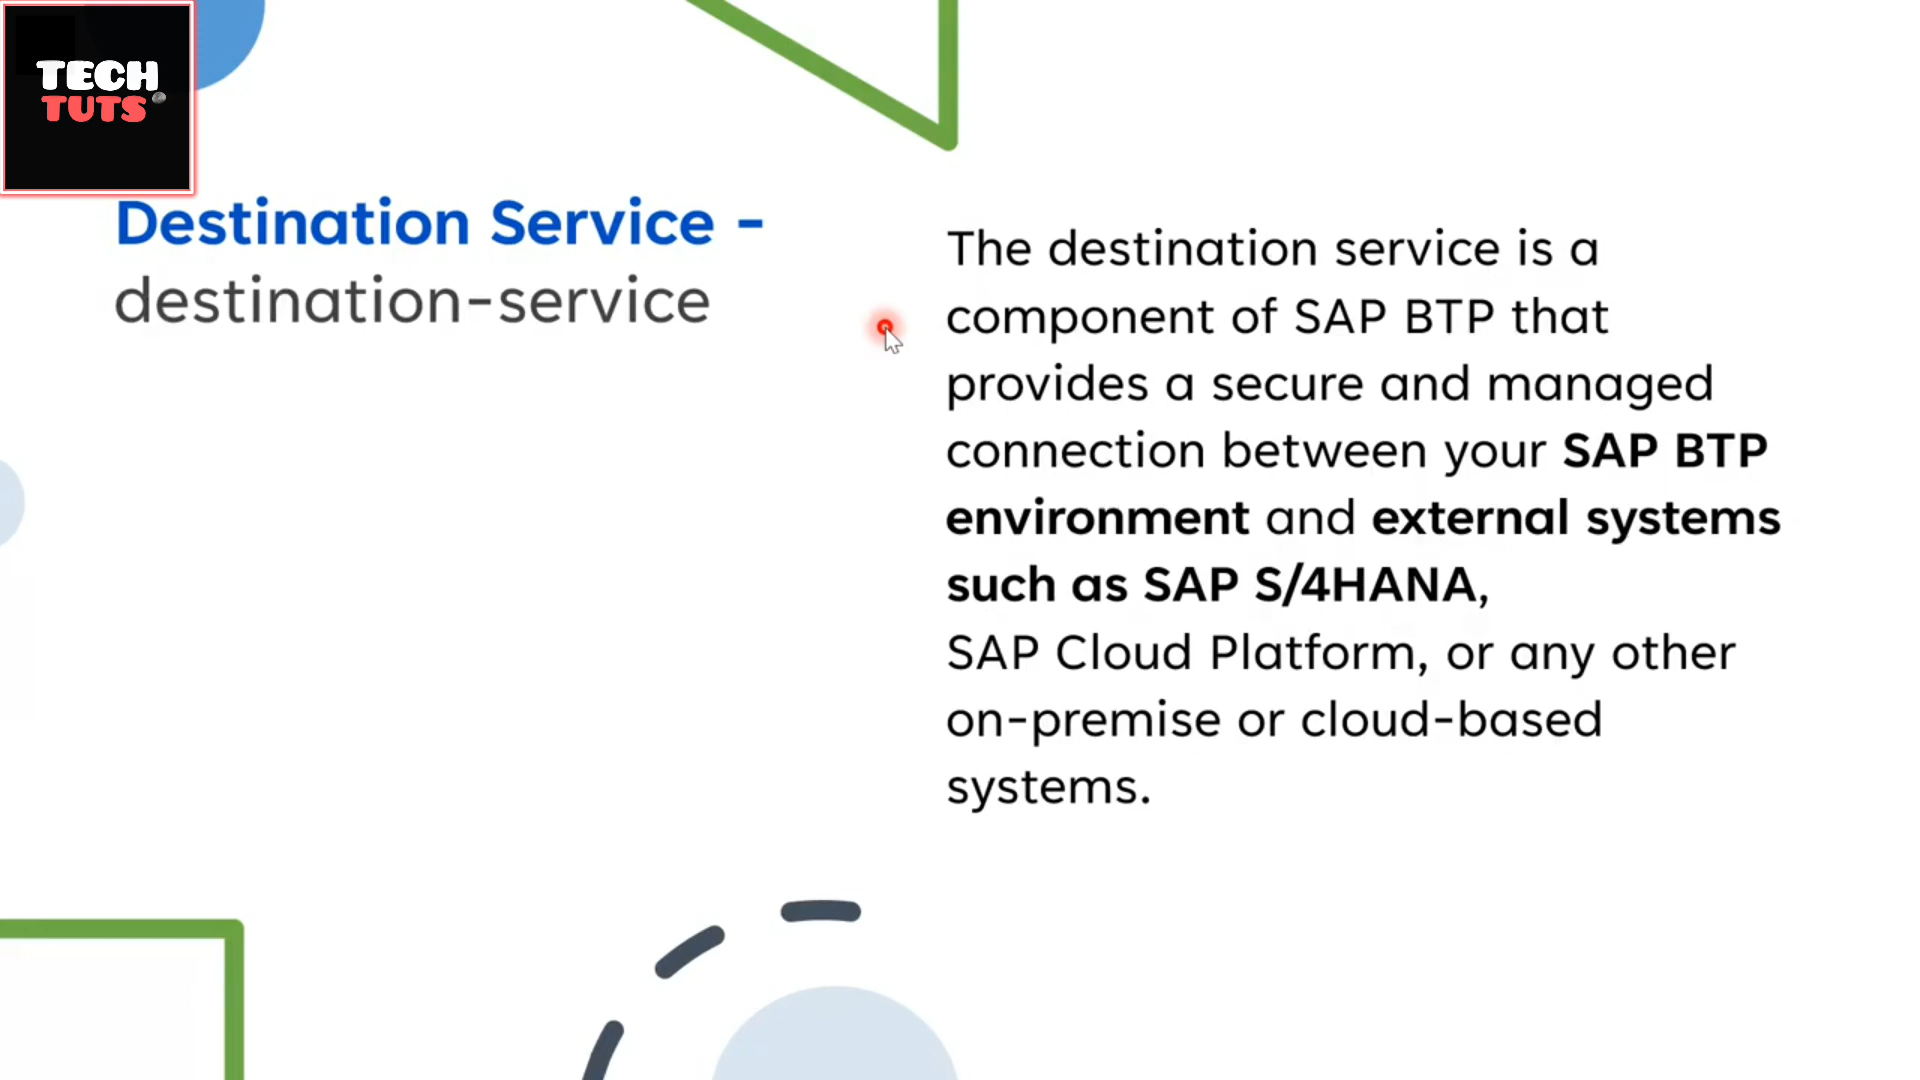 TECH
TUTS
Destination Service -
destination-service
The destination service is a
component of SAP BTP that
provides a secure and managed
connection between your SAP BTP
environment and external systems
such as SAP S/4HANA,
SAP Cloud Platform, or any other
on-premise or cloud-based
systems.